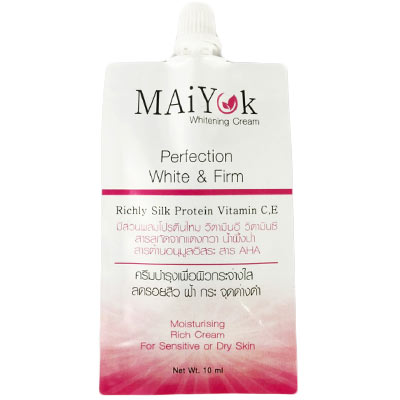 MAiYok
Whitening Cream
Perfection
White & Firm
Richly Silk Protein Vitamin C,E
มีส่วนผสมโปรตีนไหม วิตามินอี วิตามินซี
สารสกัดจากแตงกวา น้ำผึ้งป่า
สารต้านอนุมูลอิสระ สาร AHA
ครีมบำรุงเพื่อผิวกระจ่างใส
ลดรอยสิว ฝ้า กระ จุดด่างดำ
Moisturising
Rich Cream
For Sensitive or Dry Skin
Net Wt. 10 ml